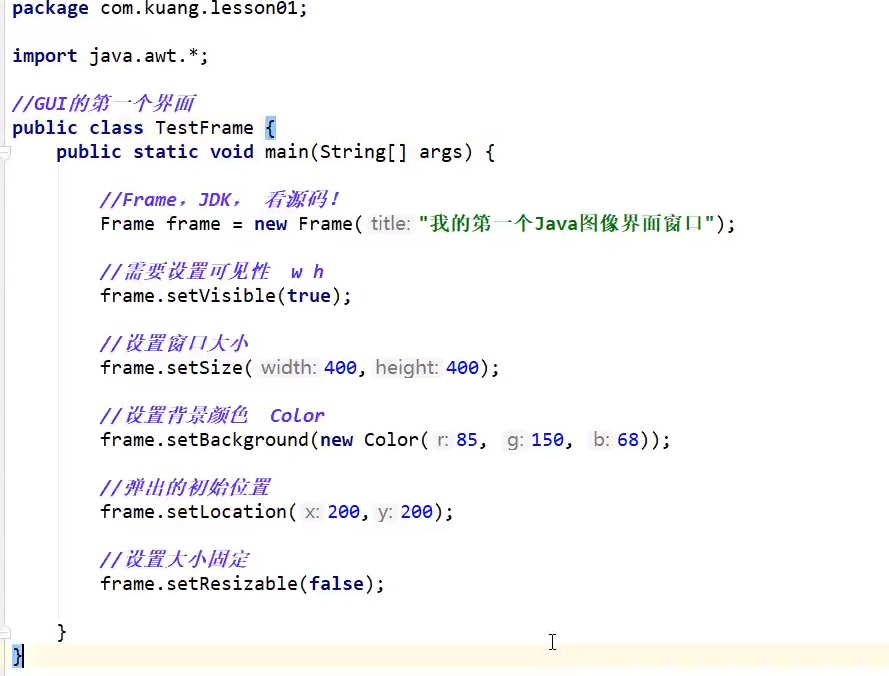 package com.kuang.lesson01;
import java.awt.*;
//GUI的第一个界面
public class TestFrame {
public static void main(String[] args) {
//Frame，JDK， 看源码！
Frame frame = new Frame( title: "我的第一个Java图像界面窗口");
//需要设置可见性 w h
frame.setVisible(true);
//设置窗口大小
frame.setSize( width: 400, height: 400);
//设置背景颜色 Color
frame.setBackground(new Color( r: 85, g: 150, b: 68));
//弹出的初始位置
frame.setLocation( x: 200, y: 200);
//设置大小固定
frame.setResizable(false);
}
}